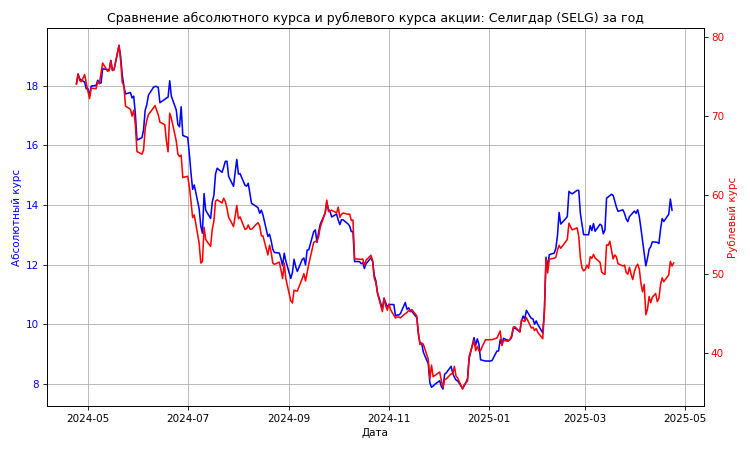 Сравнение абсолютного курса и рублевого курса акции: Селигдар (SELG) за год
Абсолютный курс
18
16
14
12
10
8
80
70
60
50
40
Рублевый курс
2024-05 2024-07 2024-09 2024-11 2025-01 2025-03 2025-05
Дата